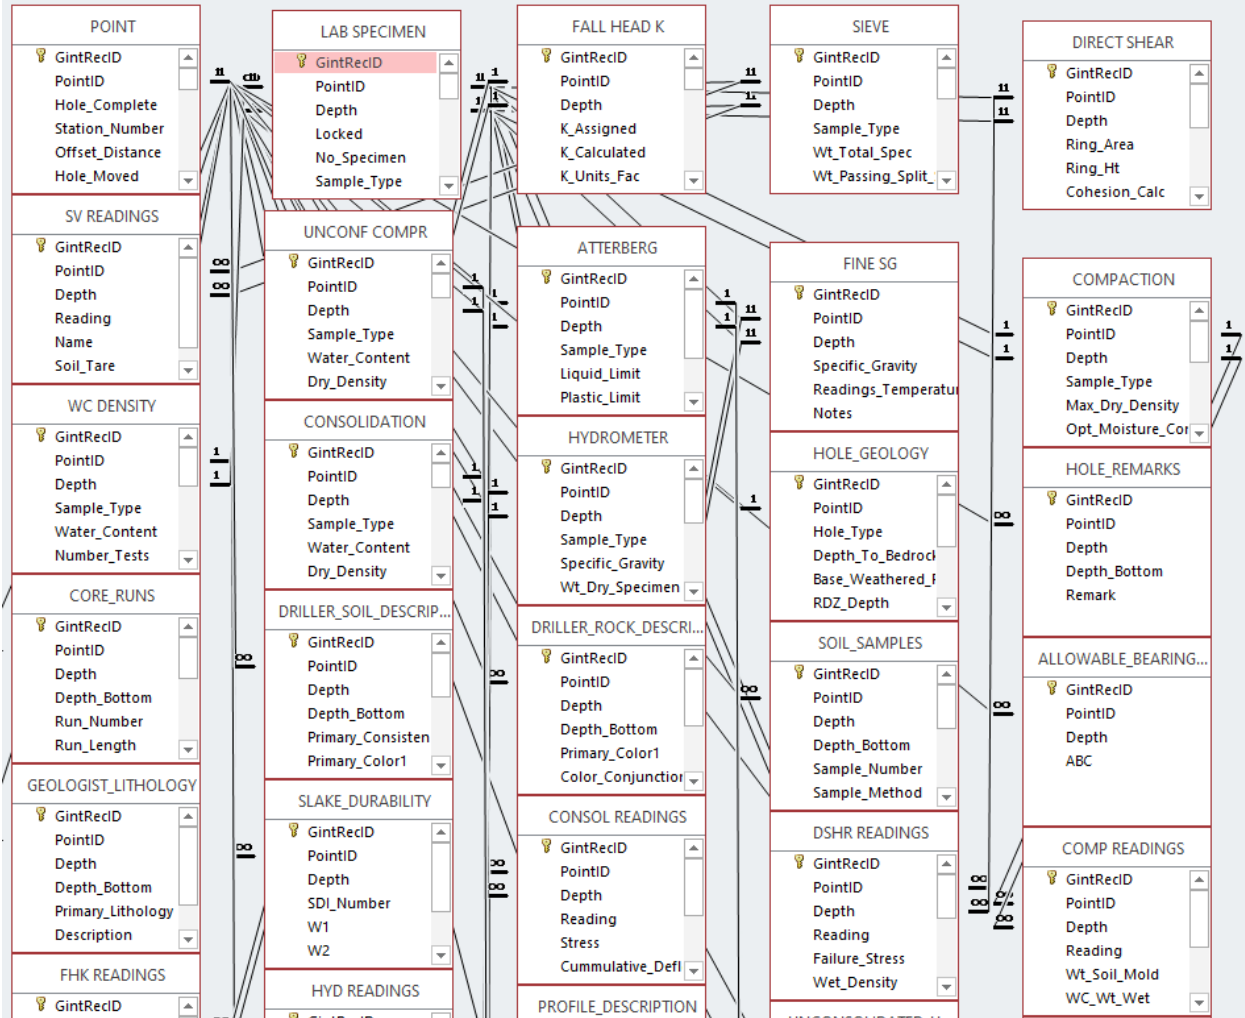 POINT
GintRecID
PointID
Hole_Complete
Station_Number
Offset_Distance
Hole_Moved
SV READINGS
GintRecID
PointID
Depth
Reading
Name
Soil_Tare
WC DENSITY
GintRecID
PointID
Depth
Sample_Type
Water_Content
Number_Tests
CORE_RUNS
GintRecID
PointID
Depth
Depth_Bottom
Run_Number
Run_Length
GEOLOGIST_LITHOLOGY
GintRecID
PointID
Depth
Depth_Bottom
Primary_Lithology
Description
FHK READINGS
GintRecID
LAB SPECIMEN
GintRecID
PointID
Depth
Locked
No_Specimen
Sample_Type
UNCONF COMPR
GintRecID
PointID
Depth
Sample_Type
Water_Content
Dry_Density
CONSOLIDATION
GintRecID
PointID
Depth
Sample_Type
Water_Content
Dry_Density
DRILLER_SOIL_DESCRIP...
GintRecID
PointID
Depth
Depth_Bottom
Primary_Consisten
Primary_Color1
SLAKE_DURABILITY
GintRecID
PointID
Depth
SDI_Number
W1
W2
HYD READINGS
FALL HEAD K
GintRecID
PointID
Depth
K_Assigned
K_Calculated
K_Units_Fac
ATTERBERG
GintRecID
PointID
Depth
Sample_Type
Liquid_Limit
Plastic_Limit
HYDROMETER
GintRecID
PointID
Depth
Sample_Type
Specific_Gravity
Wt_Dry_Specimen
DRILLER_ROCK_DESCRI...
GintRecID
PointID
Depth
Depth_Bottom
Primary_Color1
Color_Conjunction
CONSOL READINGS
GintRecID
PointID
Depth
Reading
Stress
Cummulative_Defl
PROFILE_DESCRIPTION
SIEVE
GintRecID
PointID
Depth
Sample_Type
Wt_Total_Spec
Wt_Passing_Split_
FINE SG
GintRecID
PointID
Depth
Specific_Gravity
Readings_Temperatu
Notes
HOLE_GEOLOGY
GintRecID
PointID
Hole_Type
Depth_To_Bedrock
Base_Weathered_F
RDZ_Depth
SOIL_SAMPLES
GintRecID
PointID
Depth
Depth_Bottom
Sample_Number
Sample_Method
DSHR READINGS
GintRecID
PointID
Depth
Reading
Failure_Stress
Wet_Density
DIRECT SHEAR
GintRecID
PointID
Depth
Ring_Area
Ring_Ht
Cohesion_Calc
COMPACTION
GintRecID
PointID
Depth
Sample_Type
Max_Dry_Density
Opt_Moisture_Cor
HOLE_REMARKS
GintRecID
PointID
Depth
Depth_Bottom
Remark
ALLOWABLE_BEARING...
GintRecID
PointID
Depth
ABC
COMP READINGS
GintRecID
PointID
Depth
Reading
Wt_Soil_Mold
WC_Wt_Wet